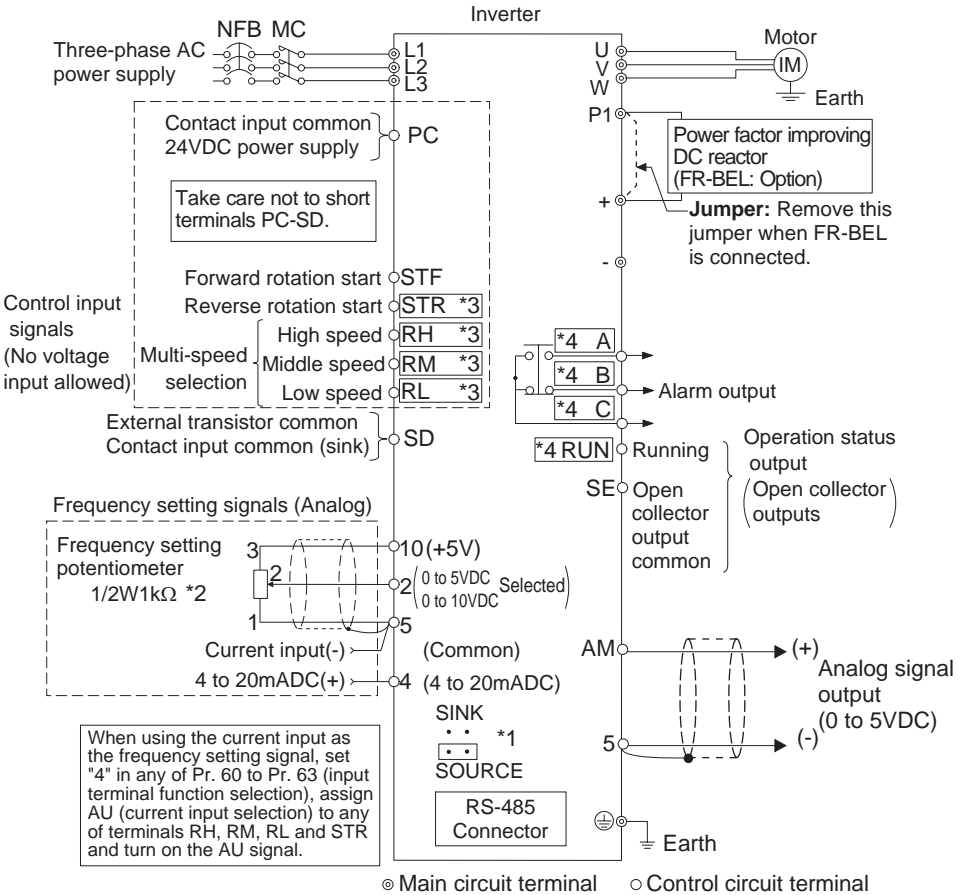 Inverter
NFB MC
Three-phase AC
power supply
L1
L2
L3
U
V
W
Motor
IM
Earth
P1
Power factor improving
DC reactor
(FR-BEL: Option)
+
Jumper: Remove this
jumper when FR-BEL
is connected.
-
Contact input common
24VDC power supply
PC
Take care not to short
terminals PC-SD.
Control input
signals
(No voltage
input allowed)
Forward rotation start
STF
Reverse rotation start
STR *3
Multi-speed
selection
High speed
RH *3
Middle speed
RM *3
Low speed
RL *3
External transistor common
Contact input common (sink)
SD
*4 A
*4 B
*4 C
Alarm output
*4 RUN
Running
SE
Open
collector
output
common
Operation status
output
(Open collector
outputs)
Frequency setting signals (Analog)
Frequency setting
potentiometer
1/2W1kΩ *2
3
2
1
10(+5V)
2
(0 to 5VDC
0 to 10VDC
Selected)
5
(Common)
Current input(-)
4 to 20mADC(+)
4
(4 to 20mADC)
SINK
*1
SOURCE
RS-485
Connector
AM
(+)
Analog signal
output
(0 to 5VDC)
5
(-)
Earth
When using the current input as
the frequency setting signal, set
"4" in any of Pr. 60 to Pr. 63 (input
terminal function selection), assign
AU (current input selection) to any
of terminals RH, RM, RL and STR
and turn on the AU signal.
Main circuit terminal
Control circuit terminal